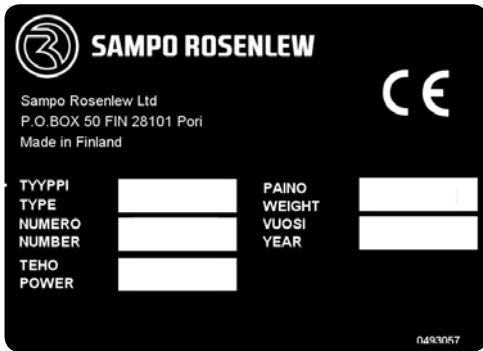 SAMPO ROSENLEW
CE
Sampo Rosenlew Ltd
P.O.BOX 50 FIN 28101 Pori
Made in Finland
TYYPPI
TYPE
NUMERO
NUMBER
TEHO
POWER
PAINO
WEIGHT
VUOSI
YEAR
0493057